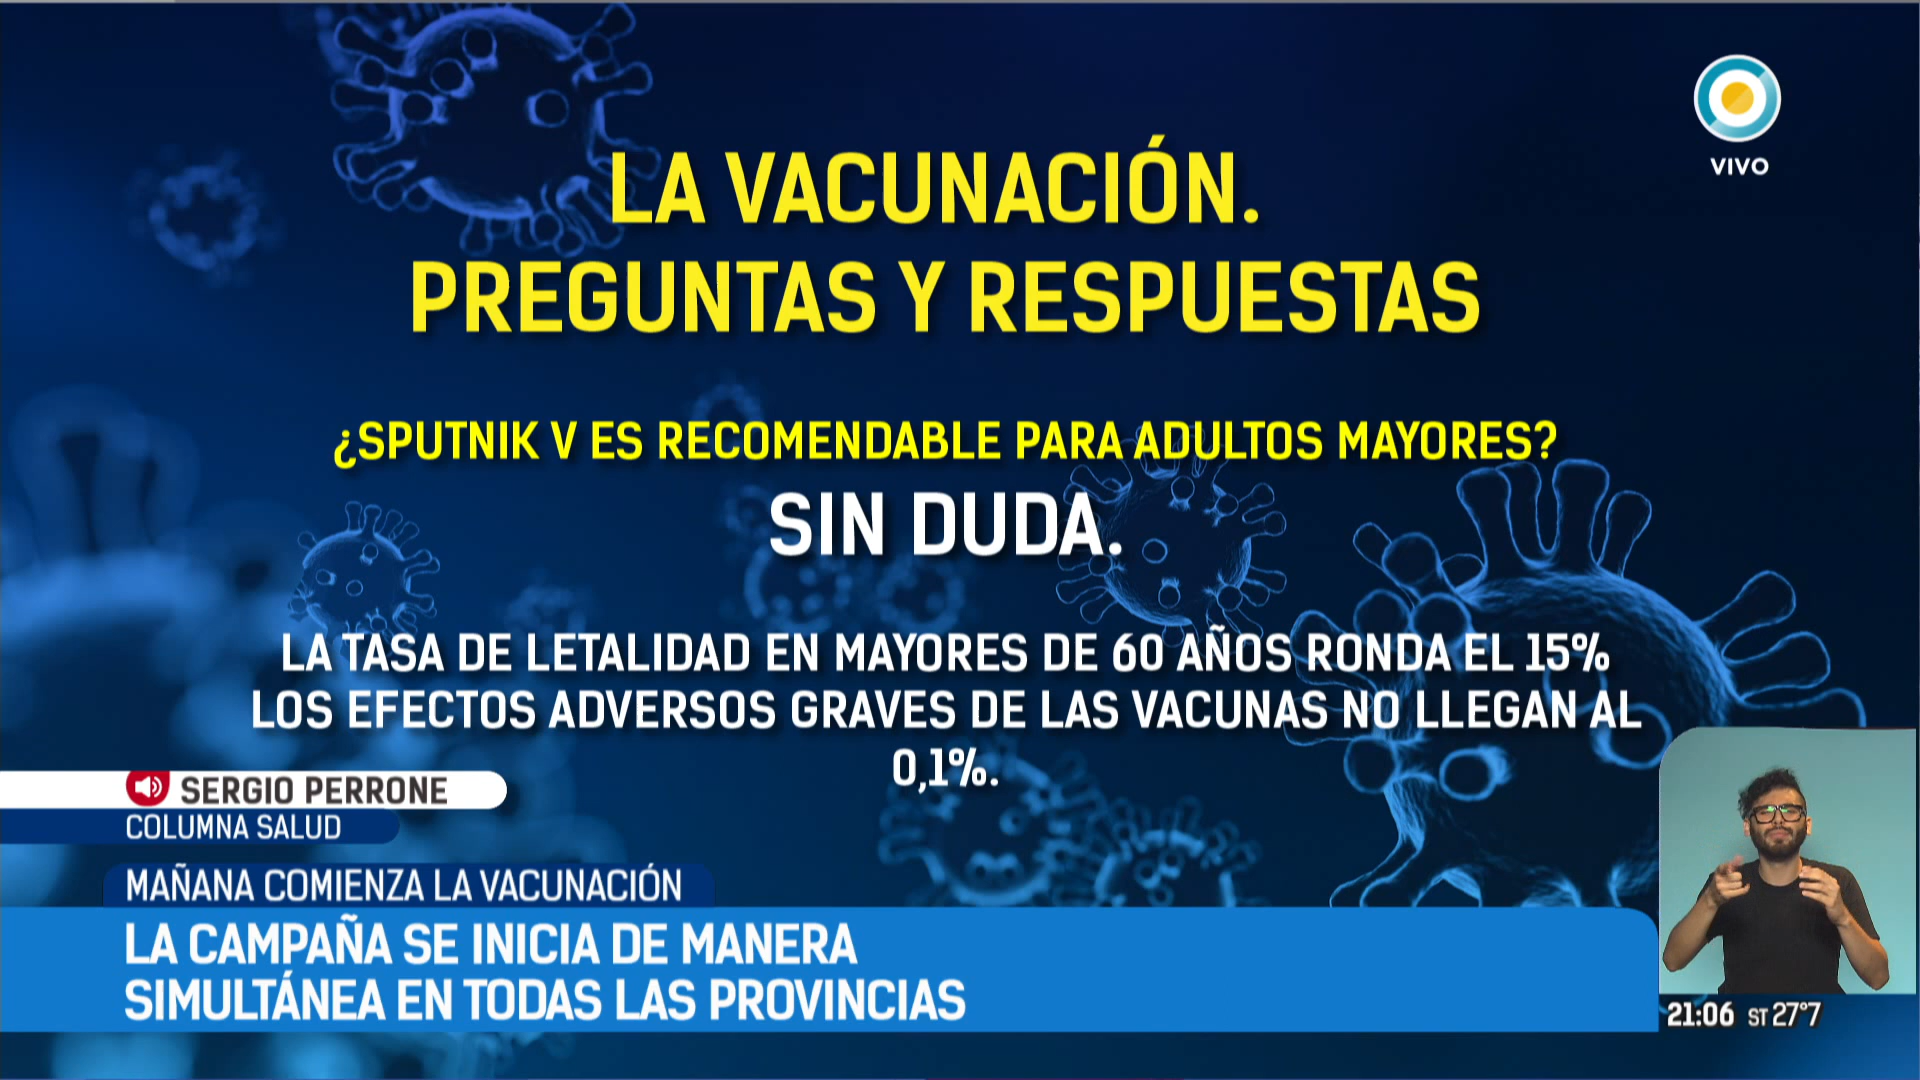 VIVO
LA VACUNACIÓN.
PREGUNTAS Y RESPUESTAS
¿SPUTNIK V ES RECOMENDABLE PARA ADULTOS MAYORES?
SIN DUDA.
LA TASA DE LETALIDAD EN MAYORES DE 60 AÑOS RONDA EL 15%
LOS EFECTOS ADVERSOS GRAVES DE LAS VACUNAS NO LLEGAN AL
0,1%.
SERGIO PERRONE
COLUMNA SALUD
MAÑANA COMIENZA LA VACUNACIÓN
LA CAMPAÑA SE INICIA DE MANERA
SIMULTÁNEA EN TODAS LAS PROVINCIAS
21:06 ST 27°7